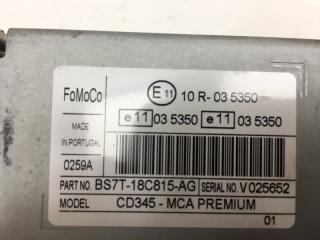 FoMoCo
E 11 10 R- 03 5350
MADE IN PORTUGAL
e 11 03 5350 e 11 03 5350
0259A
PART NO. BS7T-18C815-AG SERIAL NO. V 025652
MODEL CD345 - MCA PREMIUM
01